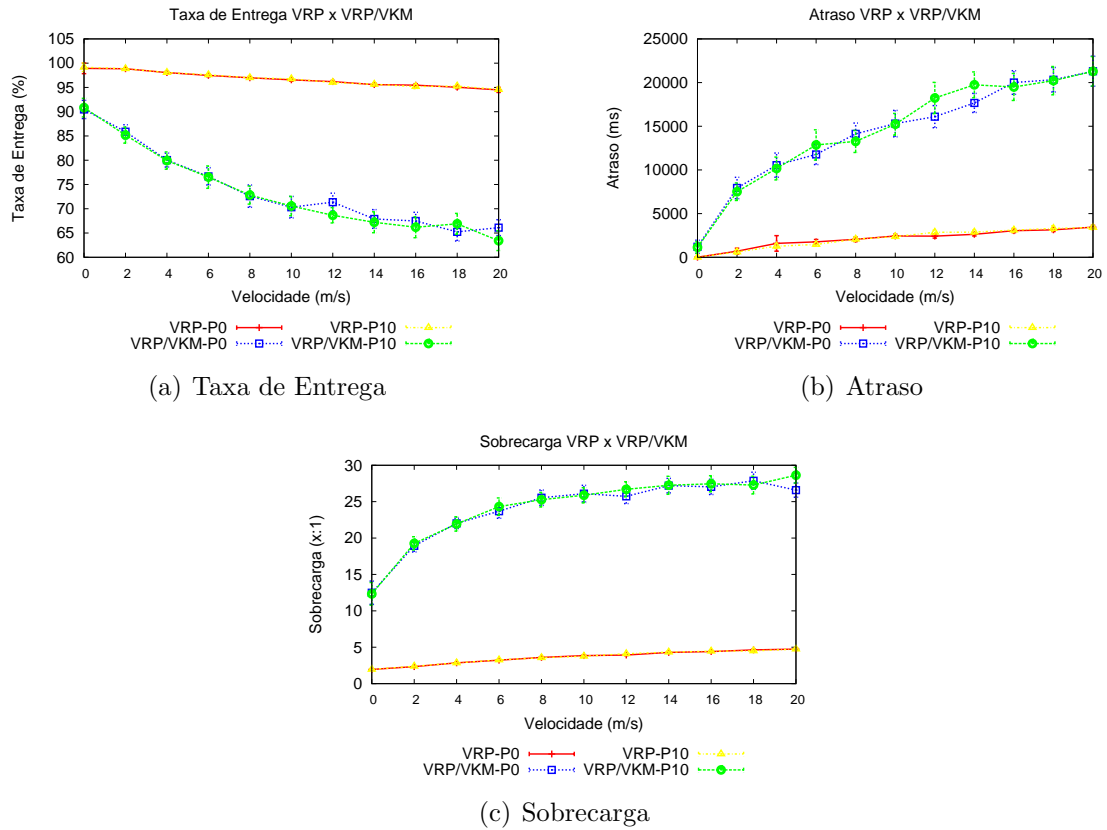 Taxa de Entrega VRP x VRP/VKM
Taxa de Entrega (%)
105
100
95
90
85
80
75
70
65
60
0 2 4 6 8 10 12 14 16 18 20
Velocidade (m/s)
VRP-P0 VRP-P10
VRP/VKM-P0 VRP/VKM-P10
(a) Taxa de Entrega
Atraso VRP x VRP/VKM
Atraso (ms)
25000
20000
15000
10000
5000
0
0 2 4 6 8 10 12 14 16 18 20
Velocidade (m/s)
VRP-P0 VRP-P10
VRP/VKM-P0 VRP/VKM-P10
(b) Atraso
Sobrecarga VRP x VRP/VKM
Sobrecarga (x:1)
30
25
20
15
10
5
0
0 2 4 6 8 10 12 14 16 18 20
Velocidade (m/s)
VRP-P0 VRP-P10
VRP/VKM-P0 VRP/VKM-P10
(c) Sobrecarga